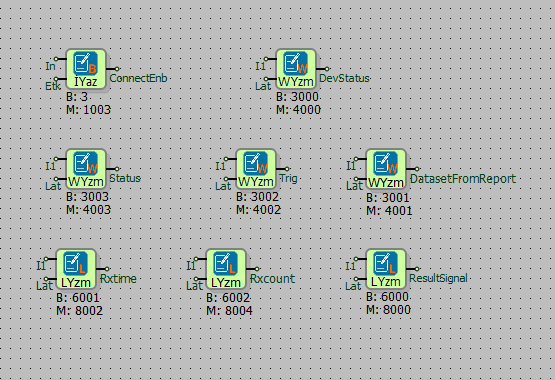 In
B
Etk
IYaz
ConnectEnb
B: 3
M: 1003
I1
W
Lat
WYzm
DevStatus
B: 3000
M: 4000
I1
W
Lat
WYzm
Status
B: 3003
M: 4003
I1
W
Lat
WYzm
Trig
B: 3002
M: 4002
I1
W
Lat
WYzm
DatasetFromReport
B: 3001
M: 4001
I1
L
Lat
LYzm
Rxtime
B: 6001
M: 8002
I1
L
Lat
LYzm
Rxcount
B: 6002
M: 8004
I1
L
Lat
LYzm
ResultSignal
B: 6000
M: 8000